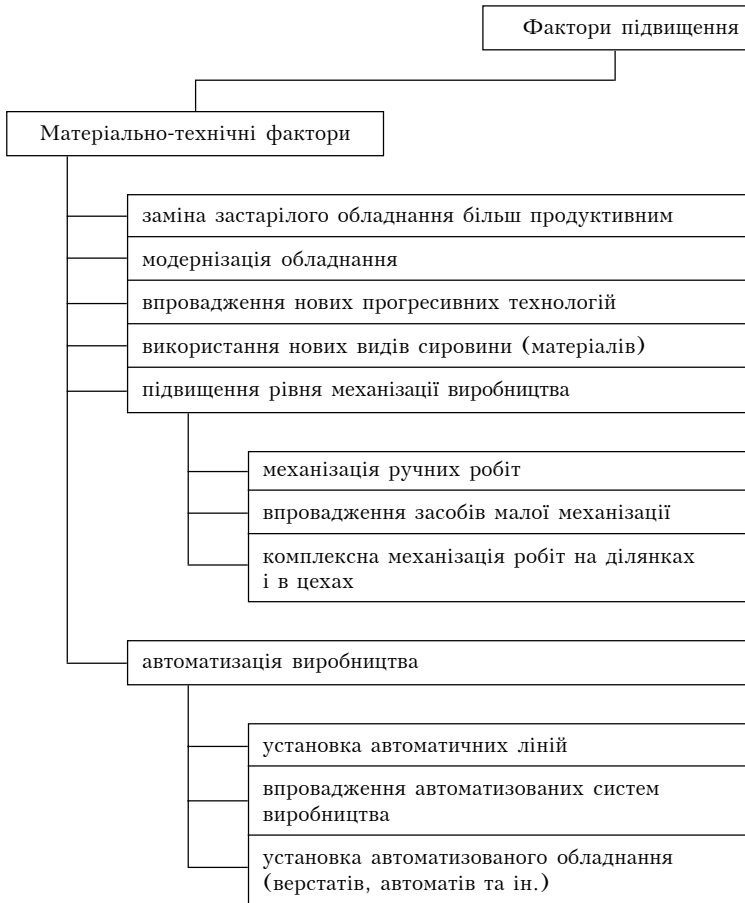 Фактори підвищення
Матеріально-технічні фактори
заміна застарілого обладнання більш продуктивним
модернізація обладнання
впровадження нових прогресивних технологій
використання нових видів сировини (матеріалів)
підвищення рівня механізації виробництва
механізація ручних робіт
впровадження засобів малої механізації
комплексна механізація робіт на ділянках
і в цехах
автоматизація виробництва
установка автоматичних ліній
впровадження автоматизованих систем
виробництва
установка автоматизованого обладнання
(верстатів, автоматів та ін.)